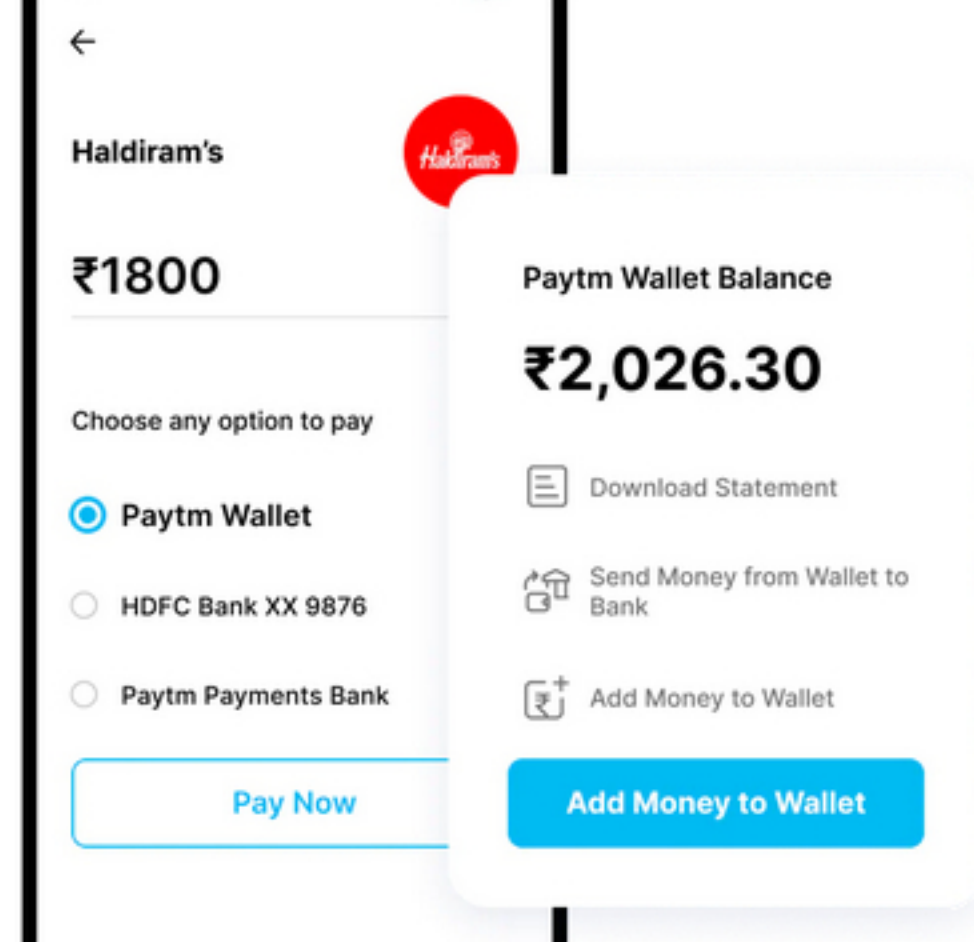 Haldiram's
Haldiram's
₹1800
Choose any option to pay
Paytm Wallet
HDFC Bank XX 9876
Paytm Payments Bank
Pay Now
Paytm Wallet Balance
₹2,026.30
Download Statement
Send Money from Wallet to
Bank
Add Money to Wallet
Add Money to Wallet